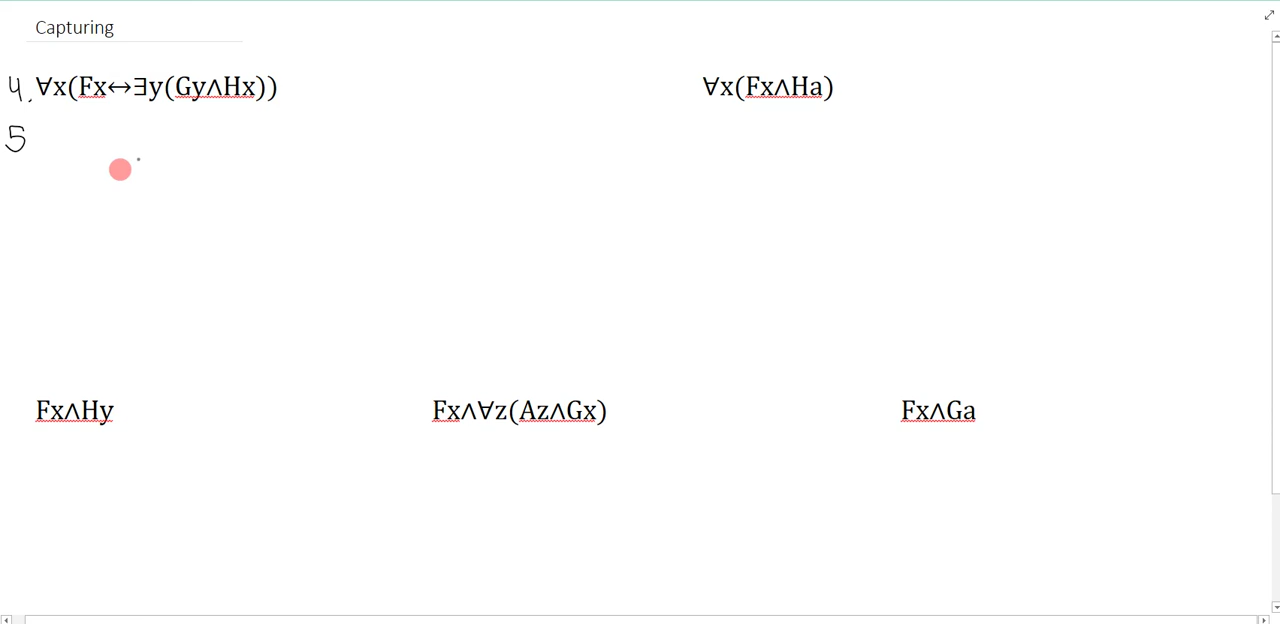 Capturing
4. ∀x(Fx↔∃y(Gy∧Hx)) ∀x(Fx∧Ha)
5
Fx∧Hy Fx∧∀z(Az∧Gx) Fx∧Ga